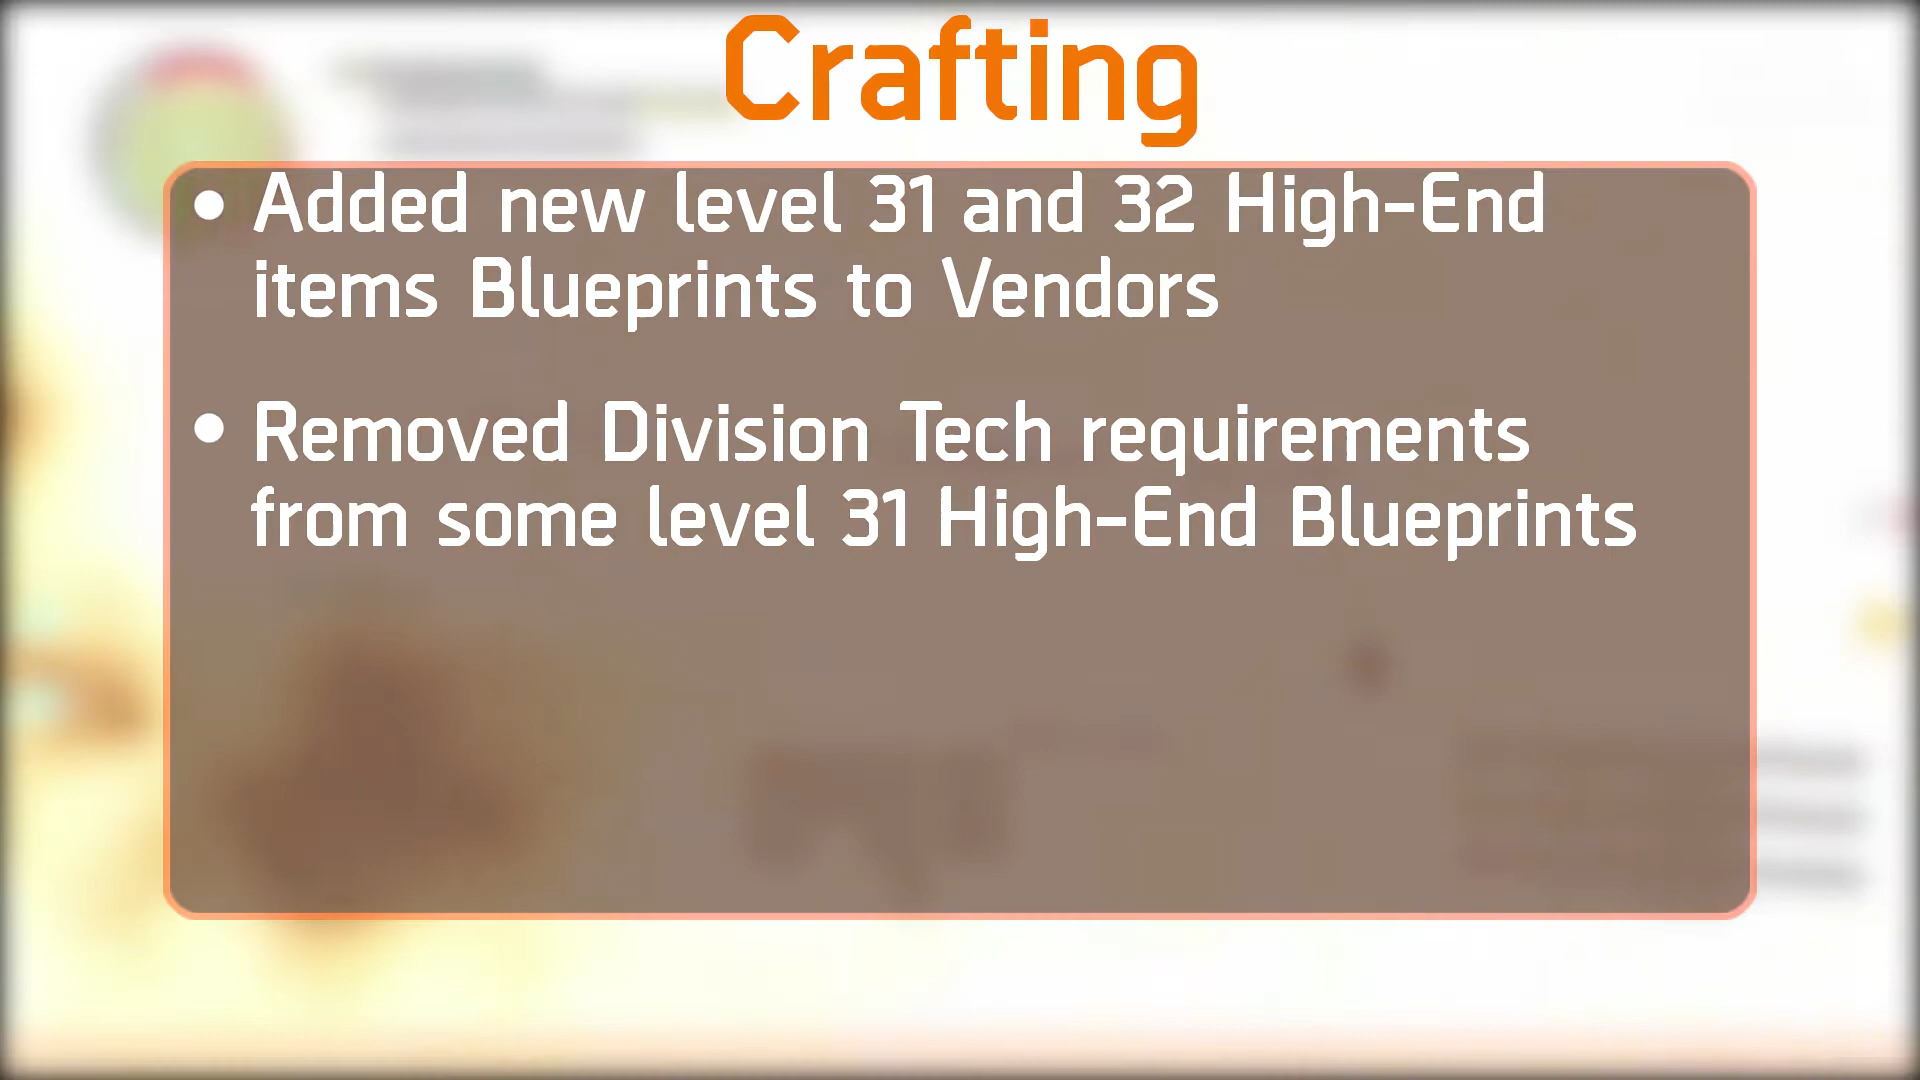 Crafting
• Added new level 31 and 32 High-End
items Blueprints to Vendors
• Removed Division Tech requirements
from some level 31 High-End Blueprints